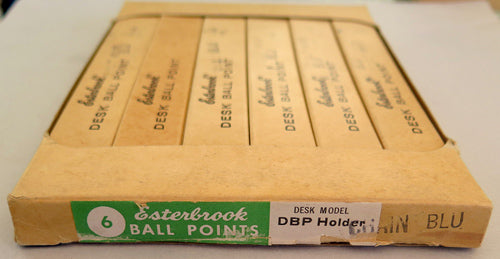 Esterbrook
DESK BALL POINT
Esterbrook
DESK BALL POINT
Esterbrook
DESK BALL POINT
Esterbrook
DESK BALL POINT
Esterbrook
DESK BALL POINT
Esterbrook
DESK BALL POINT
6 Esterbrook
BALL POINTS
DESK MODEL
DBP Holder
CHAIN BLU